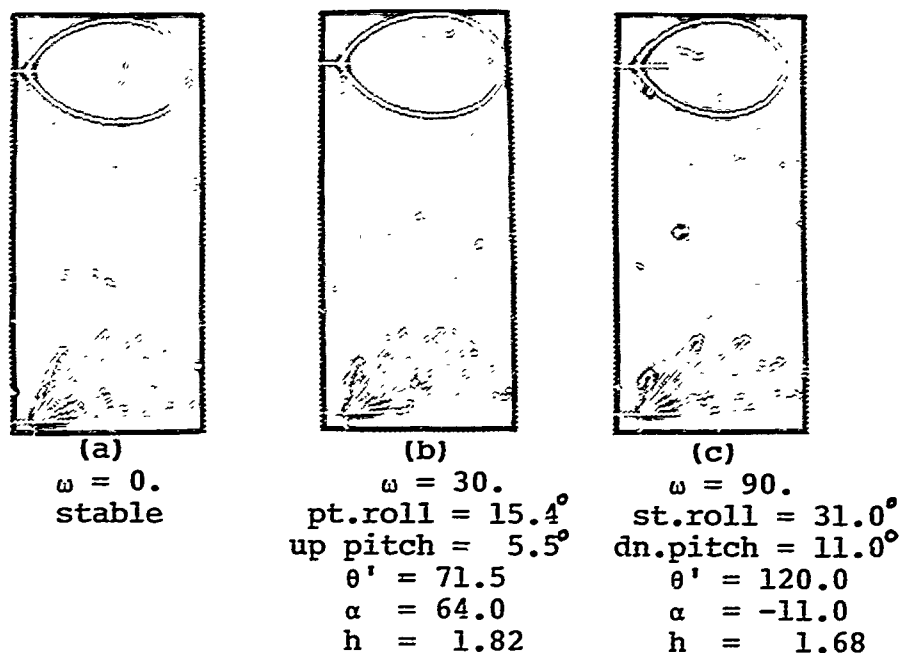 (a)
ω = 0.
stable
(b)
ω = 30.
pt.roll = 15.4°
up pitch = 5.5°
θ' = 71.5
α = 64.0
h = 1.82
(c)
ω = 90.
st.roll = 31.0°
dn.pitch = 11.0°
θ' = 120.0
α = -11.0
h = 1.68